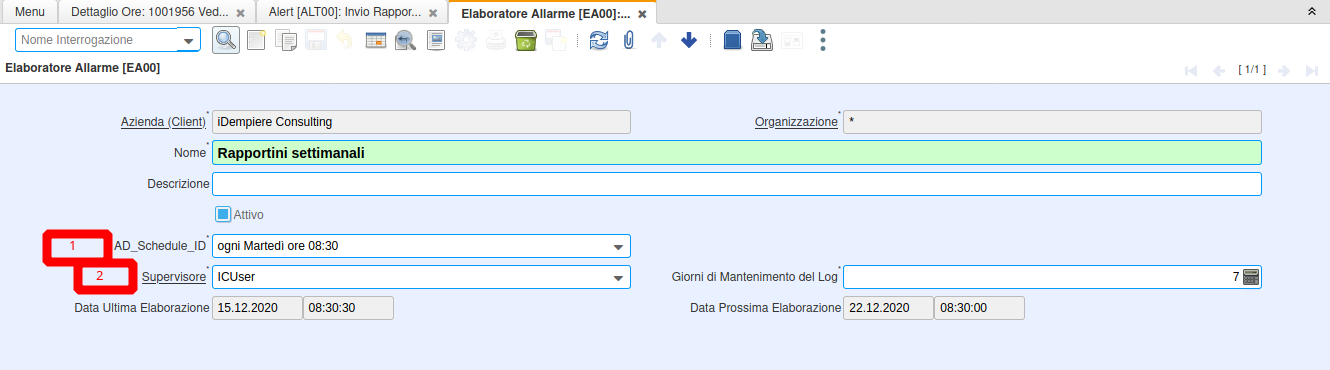 Menu Dettaglio Ore: 1001956 Ved... Alert [ALT00]: Invio Rappor... Elaboratore Allarme [EA00]:...
Nome Interrogazione
Elaboratore Allarme [EA00] [ 1/1 ]
Azienda (Client)* iDempiere Consulting Organizzazione* *
Nome* Rapportini settimanali
Descrizione
Attivo
1 AD_Schedule_ID* ogni Martedì ore 08:30
2 Supervisore* ICUser Giorni di Mantenimento del Log* 7
Data Ultima Elaborazione 15.12.2020 08:30:30 Data Prossima Elaborazione 22.12.2020 08:30:00